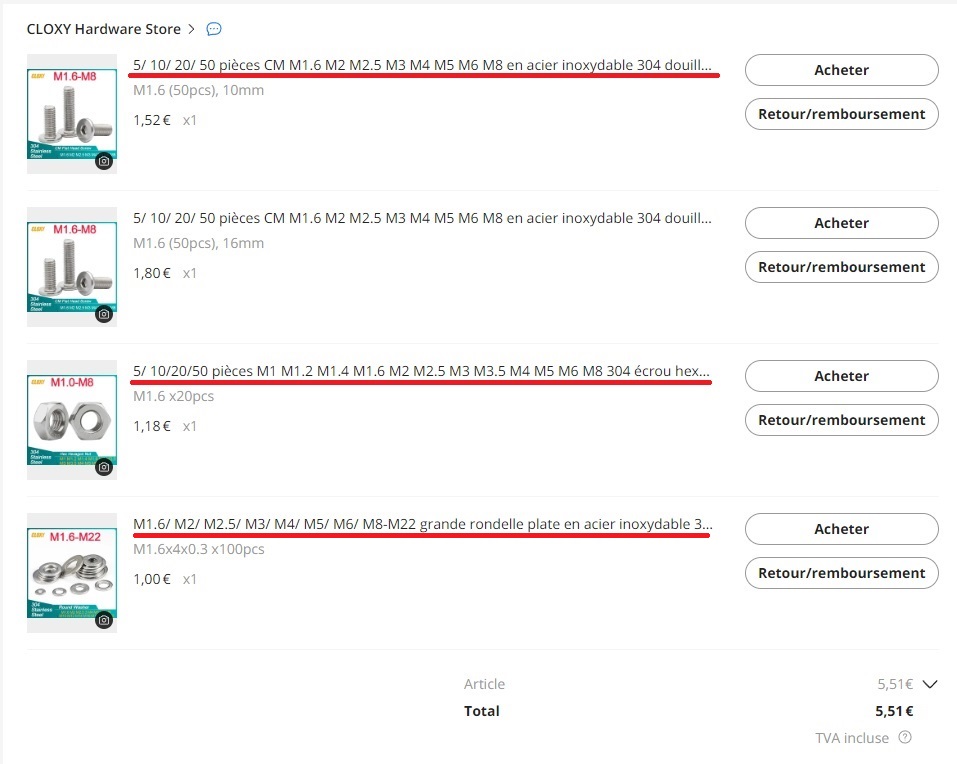 CLOXY Hardware Store
CLOXY M1.6-M8
304
Stainless
Steel
CM Flat Head Screw
5/ 10/ 20/ 50 pièces CM M1.6 M2 M2.5 M3 M4 M5 M6 M8 en acier inoxydable 304 douill...
M1.6 (50pcs), 10mm
1,52 € x1
Acheter
Retour/remboursement
CLOXY M1.6-M8
304
Stainless
Steel
CM Flat Head Screw
5/ 10/ 20/ 50 pièces CM M1.6 M2 M2.5 M3 M4 M5 M6 M8 en acier inoxydable 304 douill...
M1.6 (50pcs), 16mm
1,80 € x1
Acheter
Retour/remboursement
CLOXY M1.0-M8
304
Stainless
Steel
Hex Hexagon Nut
5/ 10/20/50 pièces M1 M1.2 M1.4 M1.6 M2 M2.5 M3 M3.5 M4 M5 M6 M8 304 écrou hex...
M1.6 x20pcs
1,18 € x1
Acheter
Retour/remboursement
CLOXY M1.6-M22
304
Stainless
Steel
Round Washer
M1.6/ M2/ M2.5/ M3/ M4/ M5/ M6/ M8-M22 grande rondelle plate en acier inoxydable 3...
M1.6x4x0.3 x100pcs
1,00 € x1
Acheter
Retour/remboursement
Article 5,51€
Total 5,51 €
TVA incluse